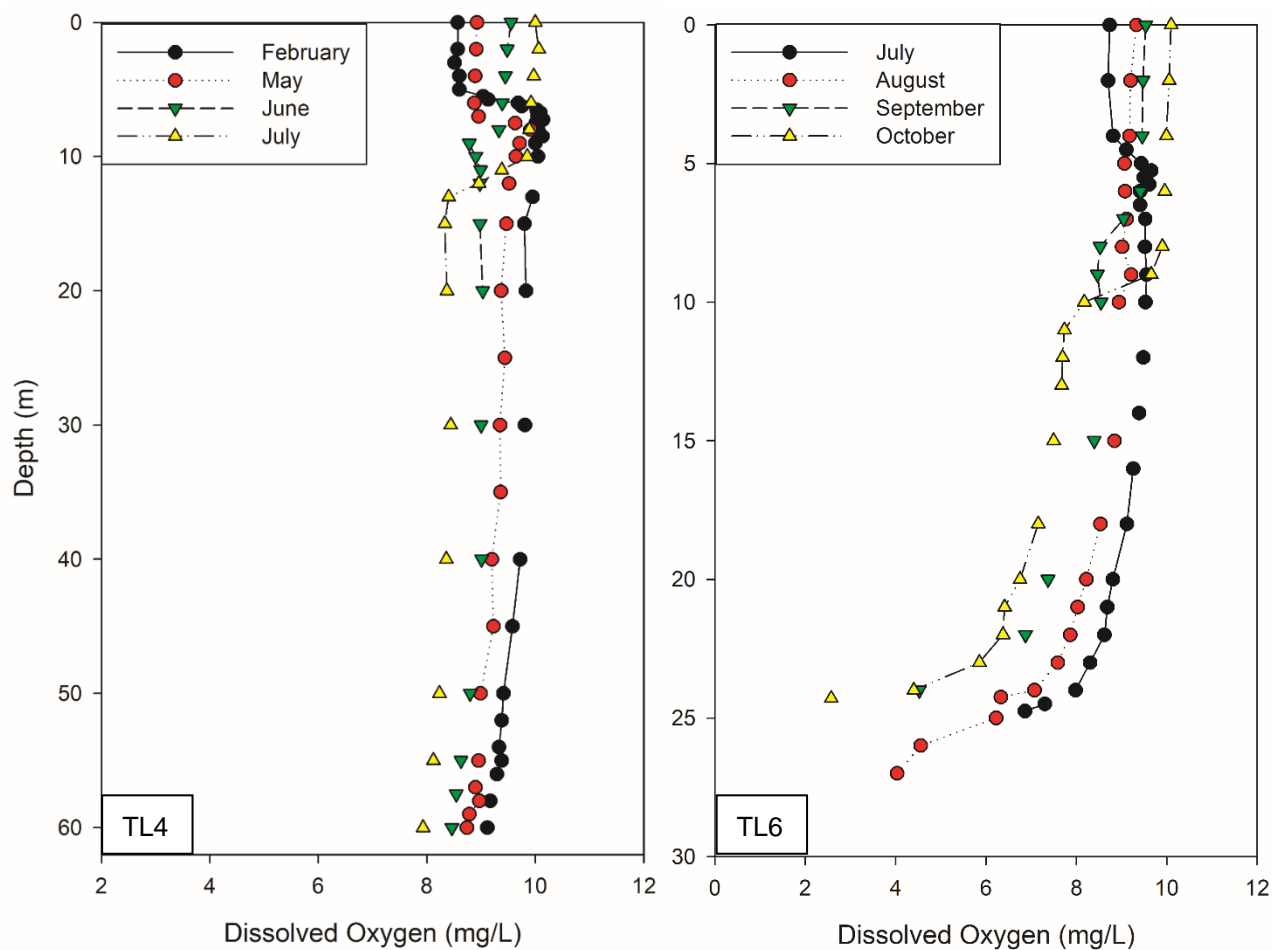 0
10
20
30
40
50
60
Depth (m)
February
May
June
July
TL4
2
4
6
8
10
12
Dissolved Oxygen (mg/L)
0
5
10
15
20
25
30
July
August
September
October
TL6
0
2
4
6
8
10
12
Dissolved Oxygen (mg/L)